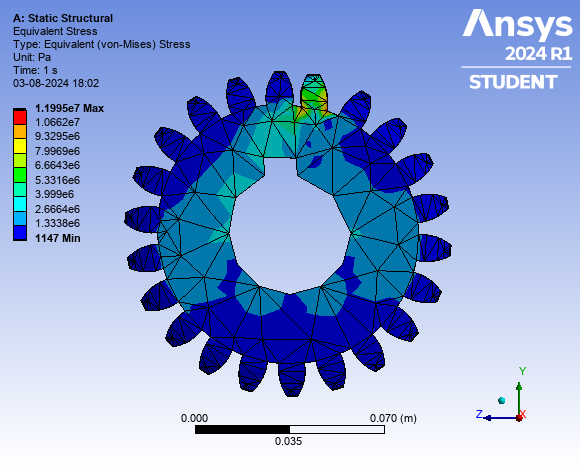 A: Static Structural
Equivalent Stress
Type: Equivalent (von-Mises) Stress
Unit: Pa
Time: 1 s
03-08-2024 18:02
1.1995e7 Max
1.0662e7
9.3295e6
7.9969e6
6.6643e6
5.3316e6
3.999e6
2.6664e6
1.3338e6
1147 Min
Ansys
2024 R1
STUDENT
0.000
0.070 (m)
0.035
Y
Z
X